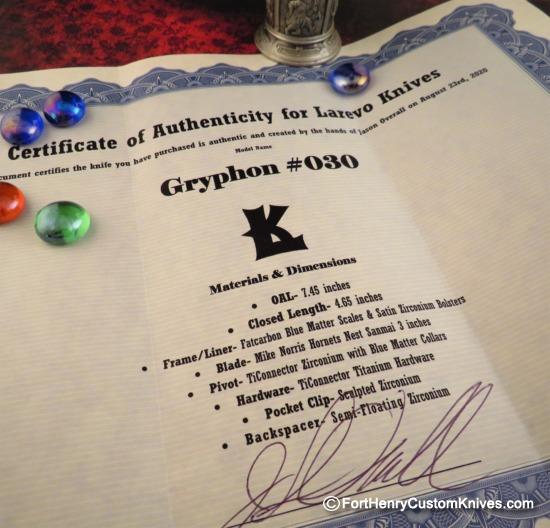 Certificate of Authenticity for Larevo Knives
ocument certifies the knife you have purchased is authentic and created by the hands of Jason Overall on August 23rd, 2020
Model Name
Gryphon #030
K
Materials & Dimensions
• OAL- 7.45 inches
• Closed Length- 4.65 inches
• Frame/Liner- Fatcarbon Blue Matter Scales & Satin Zirconium Bolsters
• Blade- Mike Norris Hornets Nest Sanmai 3 inches
• Pivot- TiConnector Zirconium with Blue Matter Collars
• Hardware- TiConnector Titanium Hardware
• Pocket Clip- Sculpted Zirconium
• Backspacer- Semi-Floating Zirconium
©FortHenryCustomKnives.com